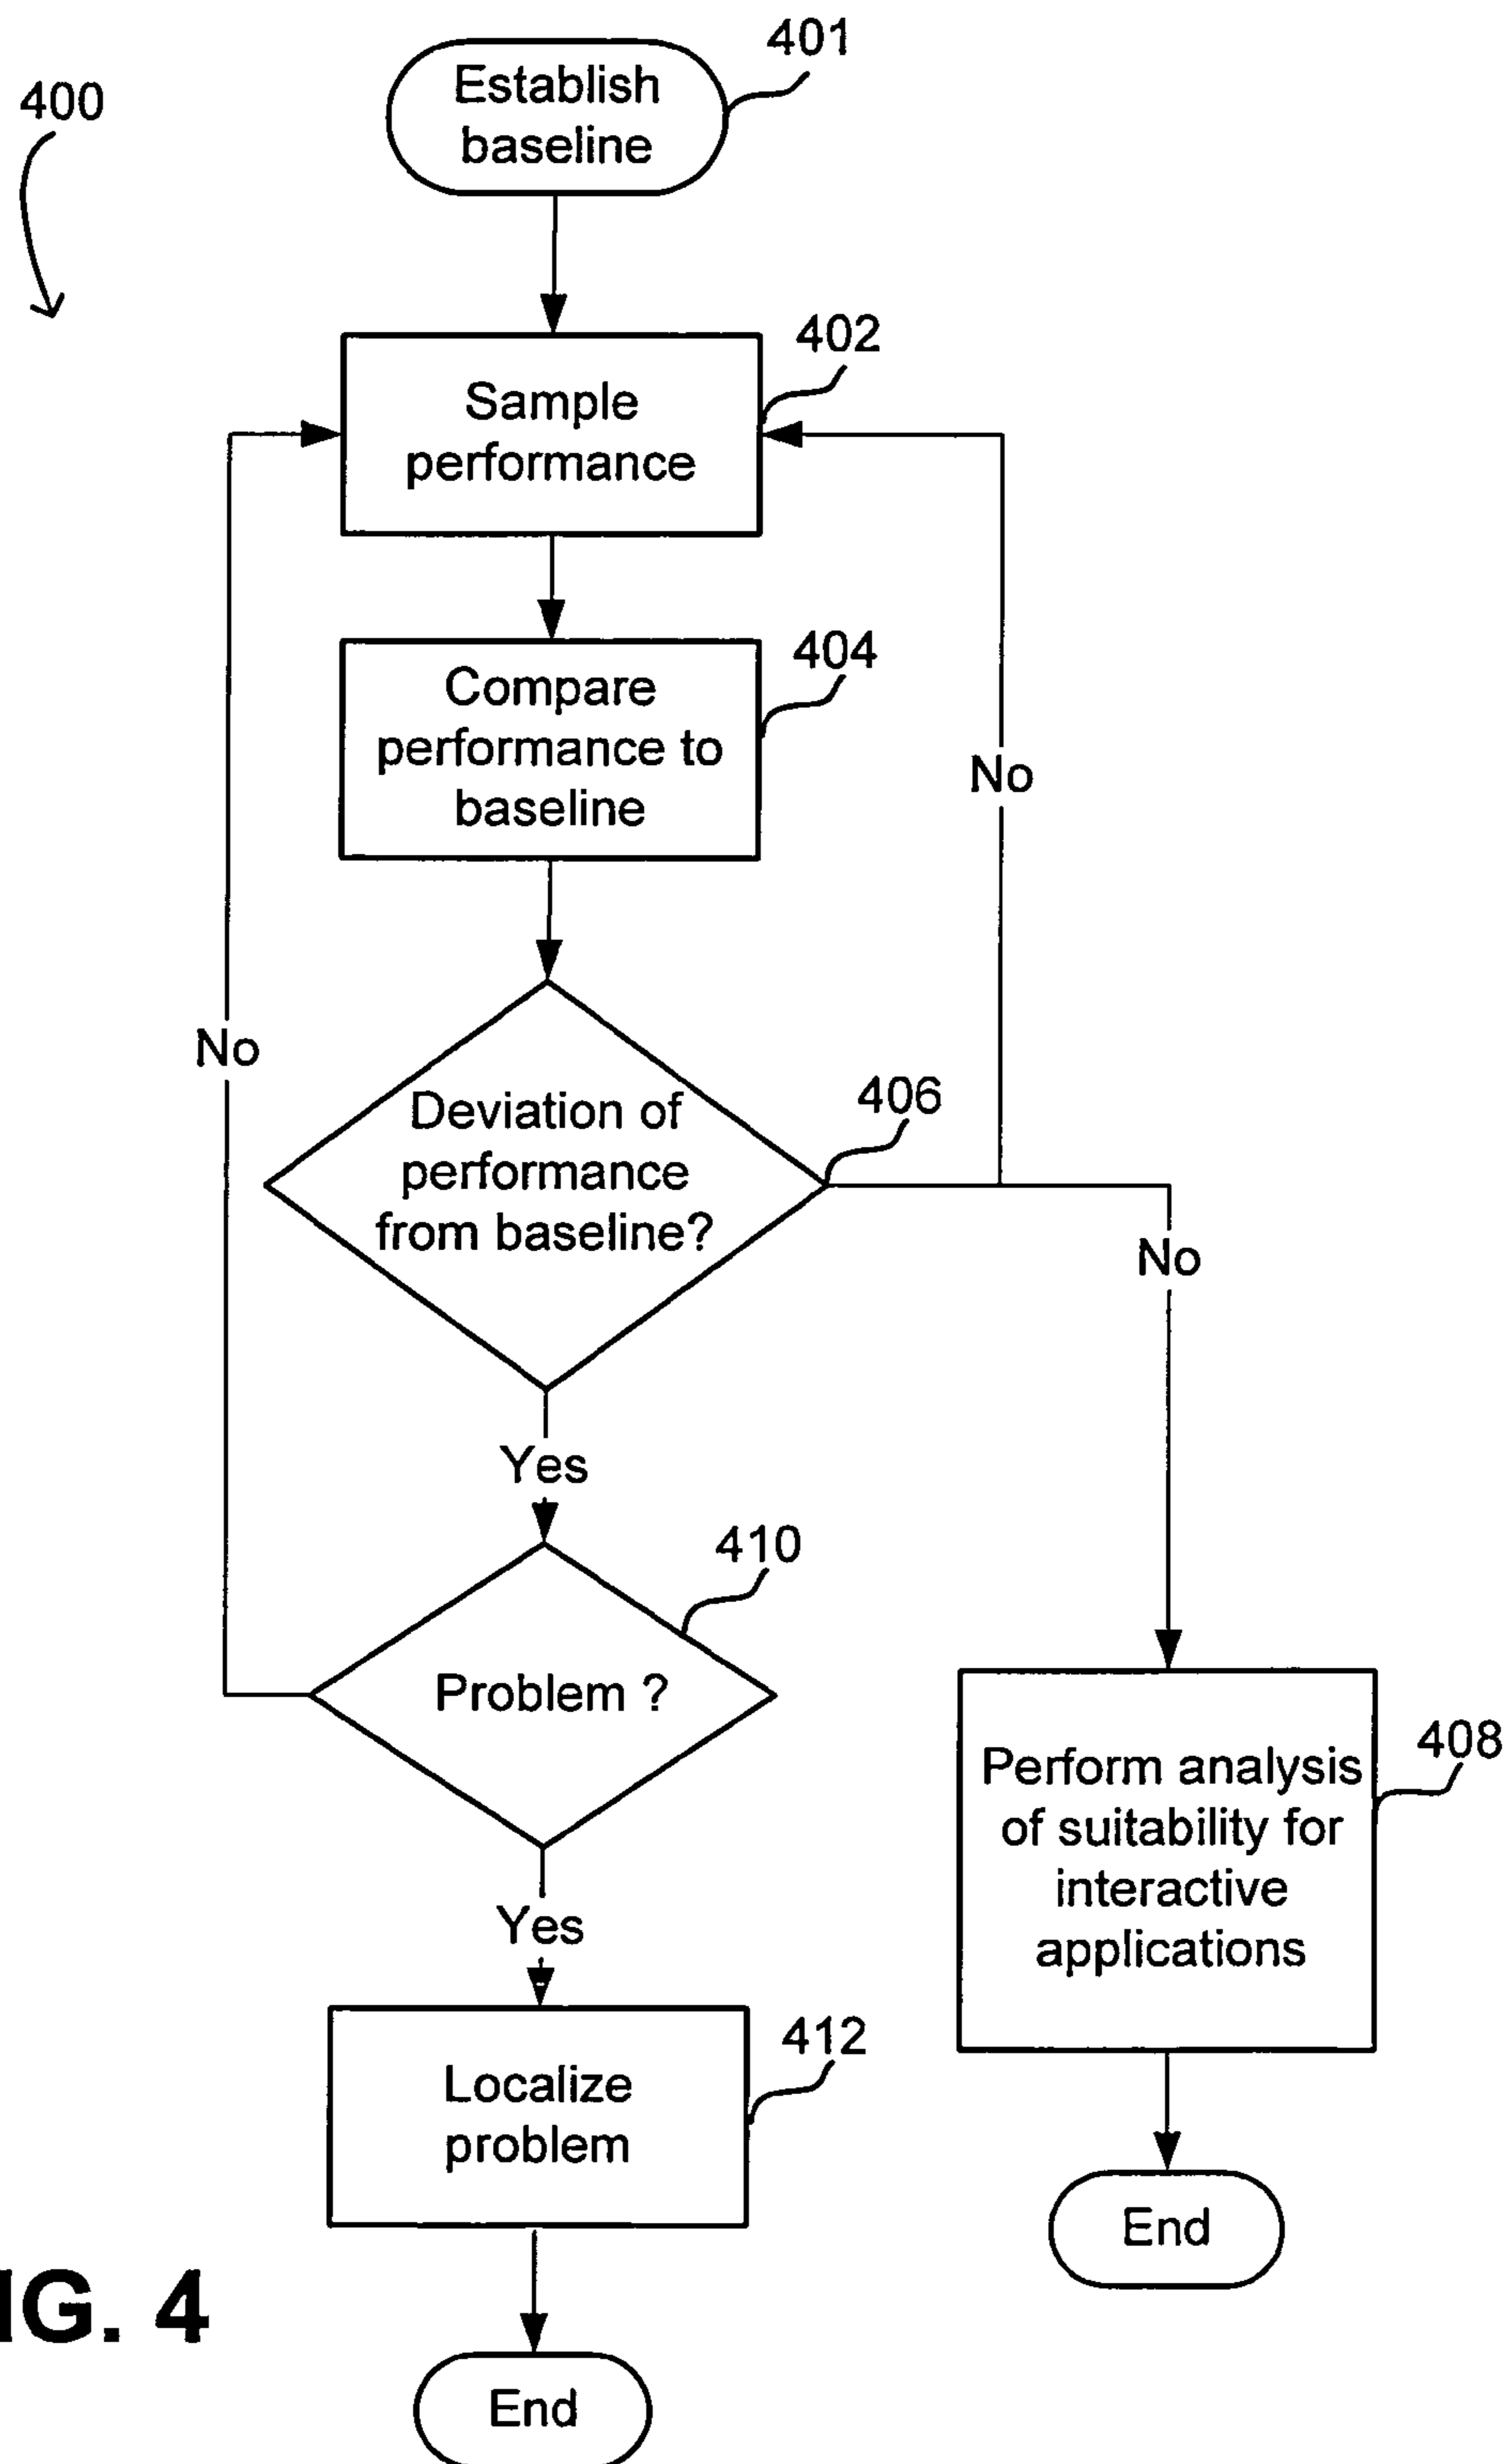 401
Establish
baseline
400
402
Sample
performance
404
Compare
performance to
baseline
No
No
406
Deviation of
performance
from baseline?
No
Yes
410
Problem ?
408
Perform analysis
of suitability for
interactive
applications
Yes
412
Localize
problem
End
IG. 4
End